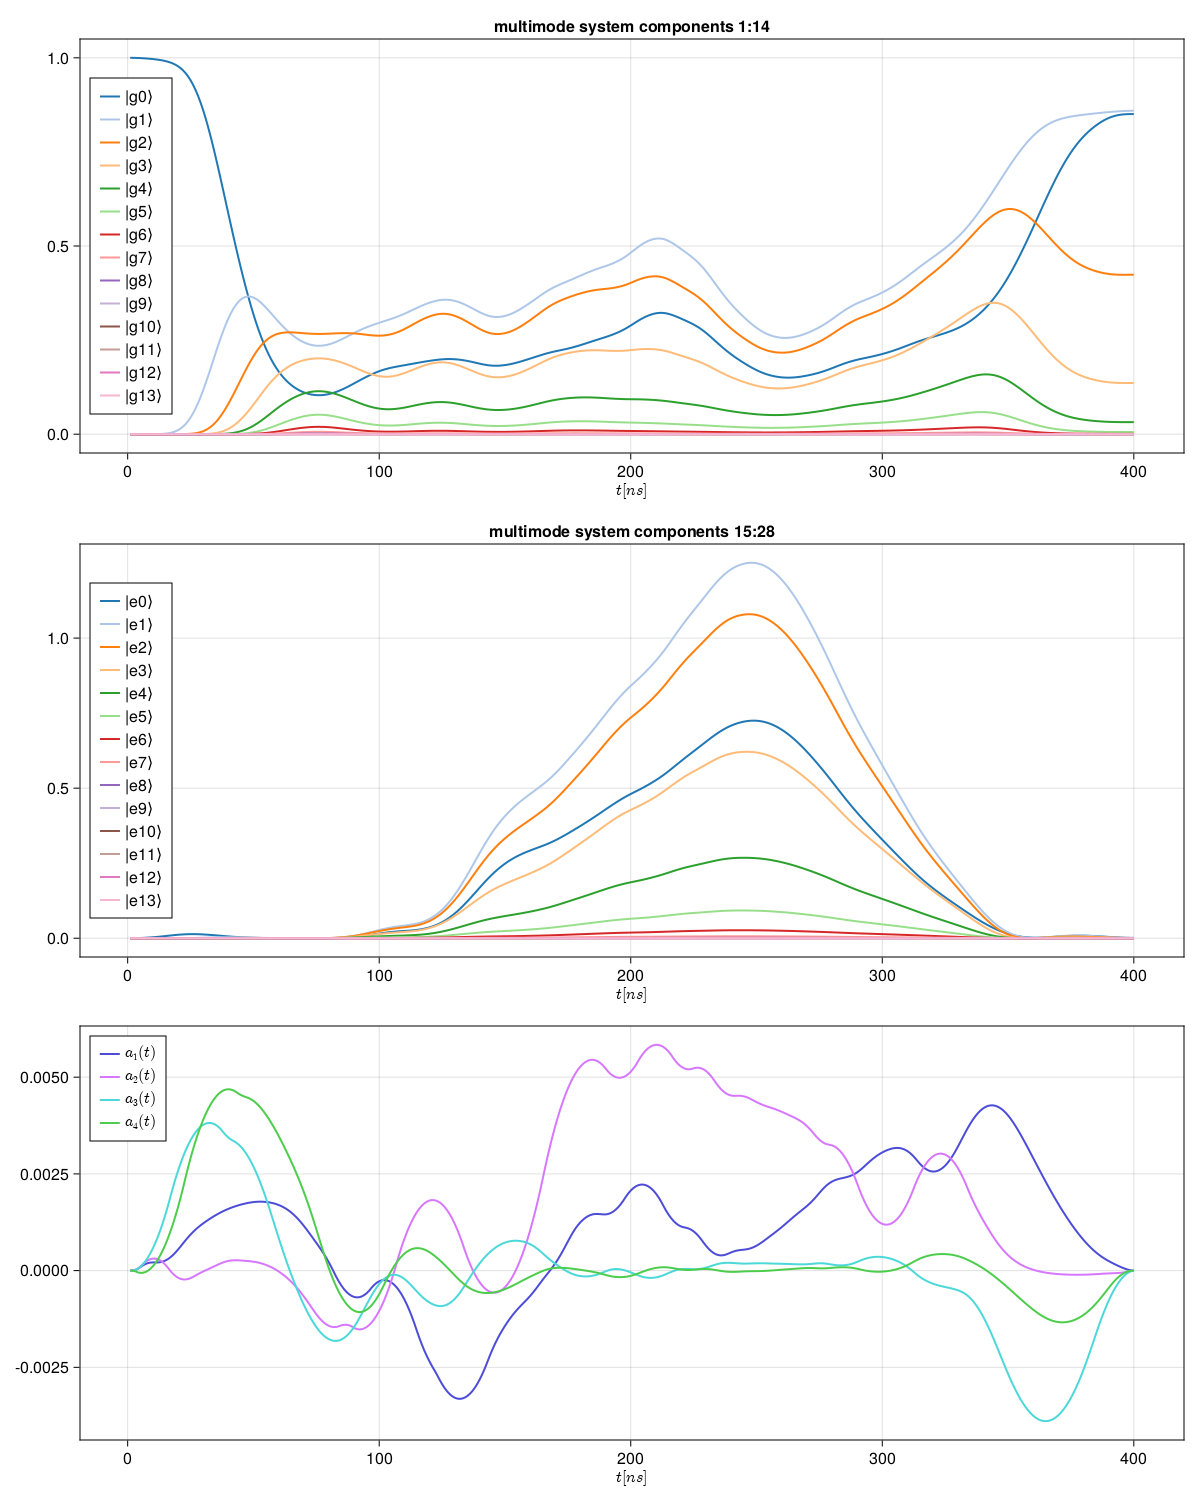 multimode system components 1:14
1.0
0.5
0.0
|g0⟩
|g1⟩
|g2⟩
|g3⟩
|g4⟩
|g5⟩
|g6⟩
|g7⟩
|g8⟩
|g9⟩
|g10⟩
|g11⟩
|g12⟩
|g13⟩
0 100 200 300 400
t[ns]
multimode system components 15:28
1.0
0.5
0.0
|e0⟩
|e1⟩
|e2⟩
|e3⟩
|e4⟩
|e5⟩
|e6⟩
|e7⟩
|e8⟩
|e9⟩
|e10⟩
|e11⟩
|e12⟩
|e13⟩
0 100 200 300 400
t[ns]
0.0050
0.0025
0.0000
-0.0025
a₁(t)
a₂(t)
a₃(t)
a₄(t)
0 100 200 300 400
t[ns]